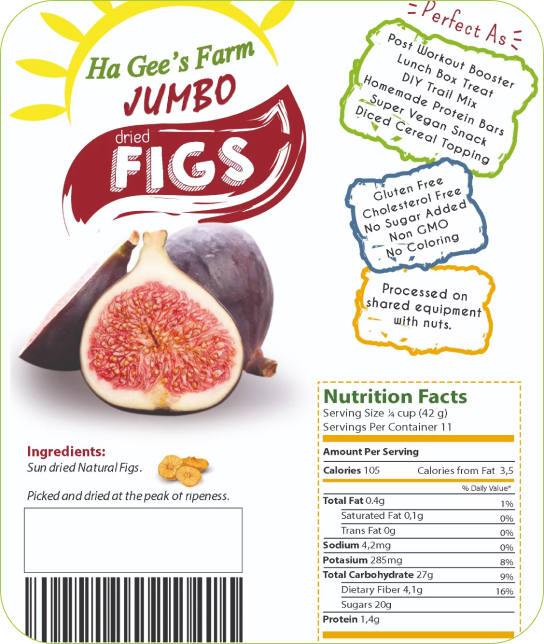 Ha Gee's Farm
JUMBO
dried
FIGS
Perfect As
Post Workout Booster
Lunch Box Treat
DIY Trail Mix
Homemade Protein Bars
Super Vegan Snack
Diced Cereal Topping
Gluten Free
Cholesterol Free
No Sugar Added
Non GMO
No Coloring
Processed on
shared equipment
with nuts.
Ingredients:
Sun dried Natural Figs.
Picked and dried at the peak of ripeness.
Nutrition Facts
Serving Size ¼ cup (42 g)
Servings Per Container 11
Amount Per Serving
Calories 105 Calories from Fat 3,5
% Daily Value*
Total Fat 0.4g 1%
Saturated Fat 0,1g 0%
Trans Fat 0g 0%
Sodium 4,2mg 0%
Potasium 285mg 8%
Total Carbohydrate 27g 9%
Dietary Fiber 4,1g 16%
Sugars 20g
Protein 1,4g